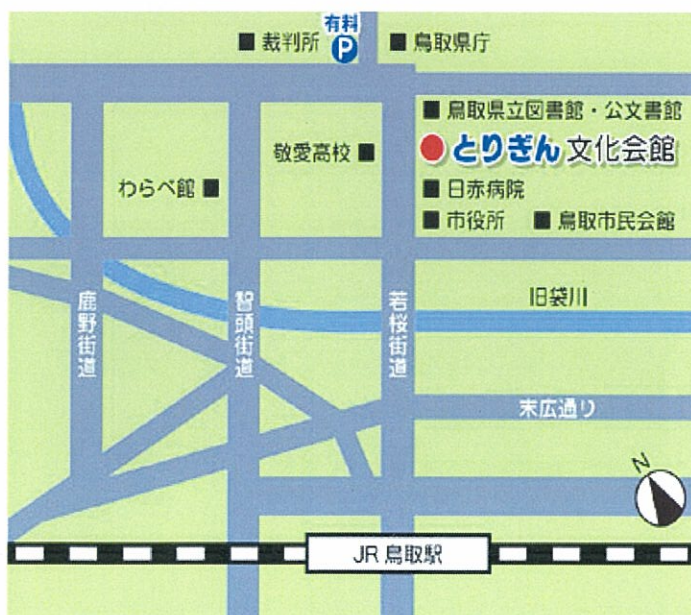 有料
P
■ 裁判所
■ 鳥取県庁
■ 鳥取県立図書館・公文書館
敬愛高校 ■
● とりぎん 文化会館
わらべ館 ■
■ 日赤病院
■ 市役所 ■ 鳥取市民会館
鹿野街道
智頭街道
若桜街道
旧袋川
末広通り
N
JR 鳥取駅